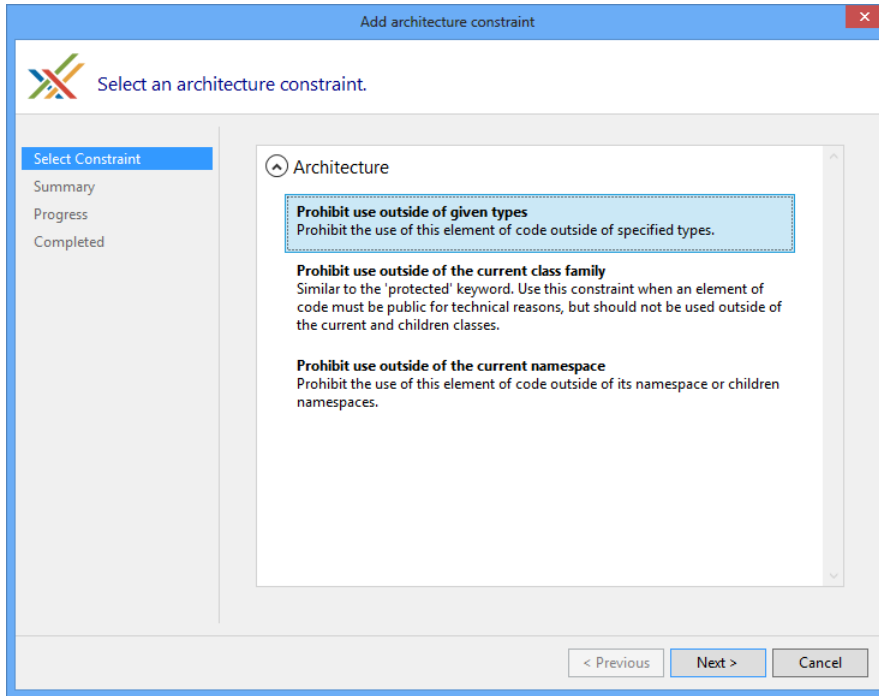 Add architecture constraint
Select an architecture constraint.
Select Constraint
Summary
Progress
Completed
Architecture
Prohibit use outside of given types
Prohibit the use of this element of code outside of specified types.
Prohibit use outside of the current class family
Similar to the 'protected' keyword. Use this constraint when an element of
code must be public for technical reasons, but should not be used outside of
the current and children classes.
Prohibit use outside of the current namespace
Prohibit the use of this element of code outside of its namespace or children
namespaces.
< Previous
Next >
Cancel